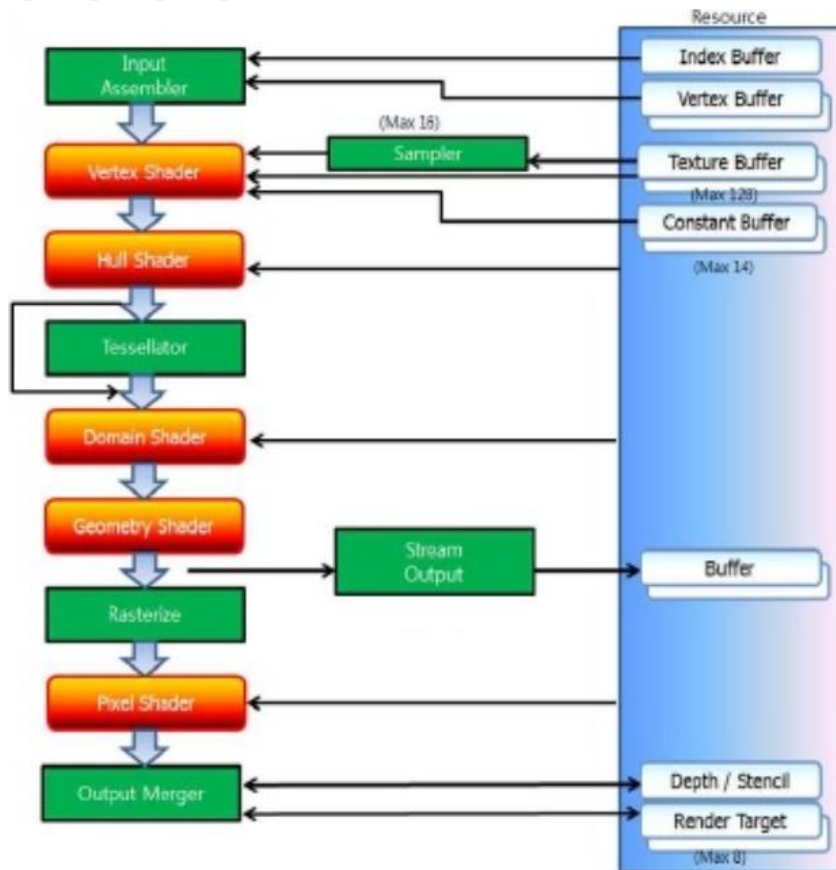 Resource
Input
Assembler
Index Buffer
Vertex Buffer
(Max 16)
Sampler
Vertex Shader
Texture Buffer
(Max 128)
Constant Buffer
Hull Shader
(Max 14)
Tessellator
Domain Shader
Geometry Shader
Stream
Output
Buffer
Rasterize
Pixel Shader
Output Merger
Depth / Stencil
Render Target
(Max 8)